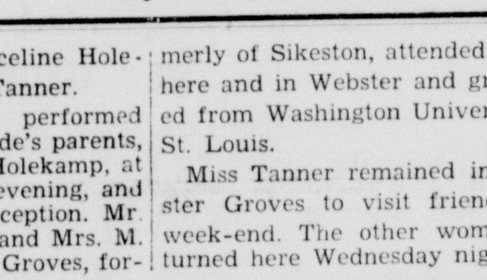 celine Hole-
Tanner.
performed
de's parents,
Holekamp, at
evening, and
ception. Mr.
and Mrs. M.
Groves, for-
merly of Sikeston, attended
here and in Webster and gr
ed from Washington Univer
St. Louis.
Miss Tanner remained in
ster Groves to visit frien
week-end. The other wom
turned here Wednesday nig